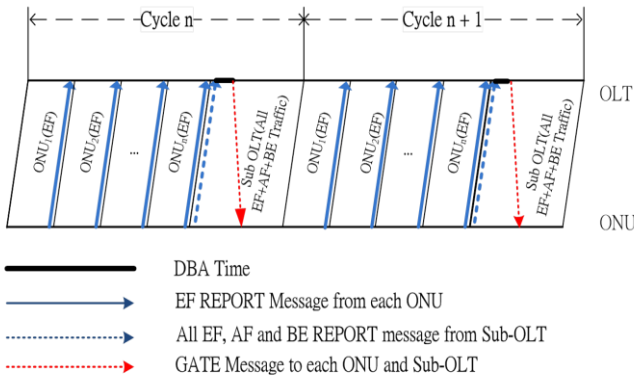 Cycle n
Cycle n + 1
OLT
ONU₁(EF)
ONU₂(EF)
...
ONUₙ(EF)
Sub OLT(All
EF+AF+BE Traffic)
ONU₁(EF)
ONU₂(EF)
...
ONUₙ(EF)
Sub OLT(All
EF+AF+BE Traffic)
ONU
DBA Time
EF REPORT Message from each ONU
All EF, AF and BE REPORT message from Sub-OLT
GATE Message to each ONU and Sub-OLT